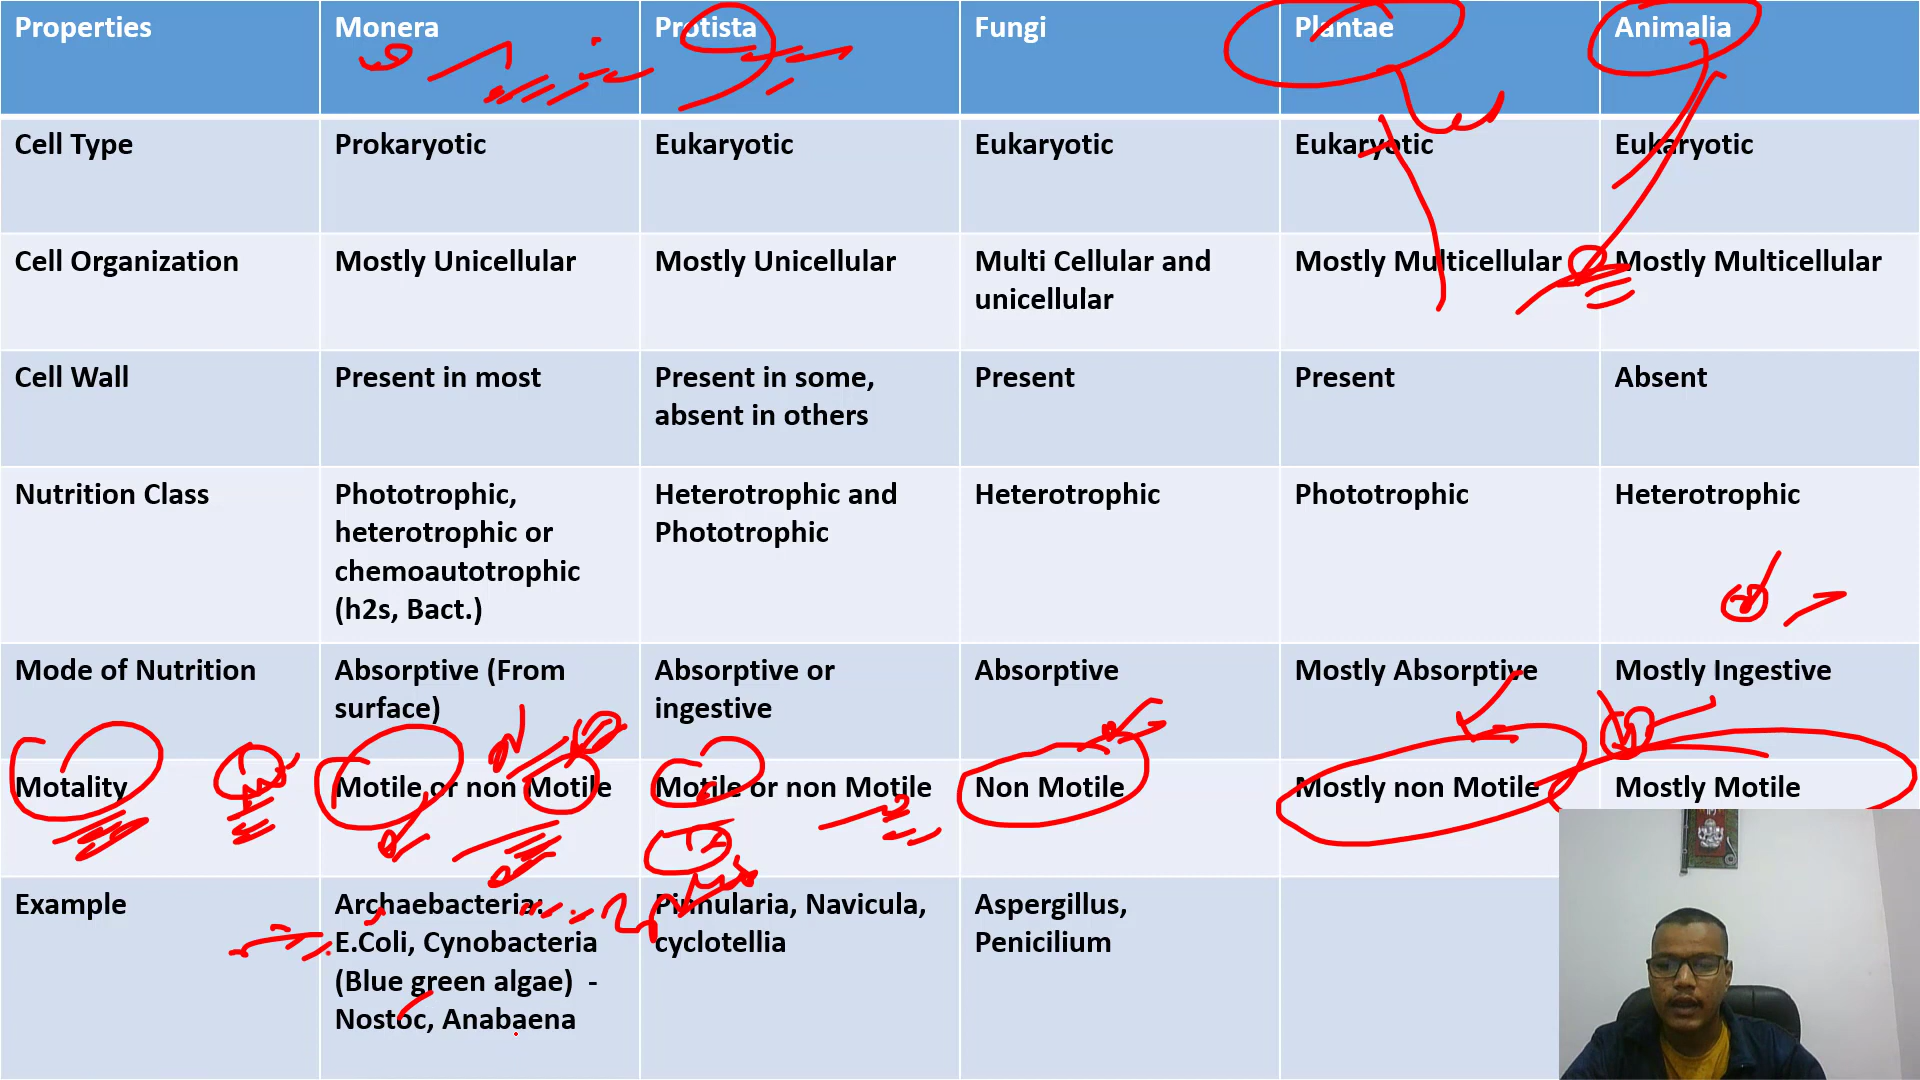 Properties
Monera
Protista
Fungi
Plantae
Animalia
Cell Type
Prokaryotic
Eukaryotic
Eukaryotic
Eukaryotic
Eukaryotic
Cell Organization
Mostly Unicellular
Mostly Unicellular
Multi Cellular and
unicellular
Mostly Multicellular
Mostly Multicellular
Cell Wall
Present in most
Present in some,
absent in others
Present
Present
Absent
Nutrition Class
Phototrophic,
heterotrophic or
chemoautotrophic
(h2s, Bact.)
Heterotrophic and
Phototrophic
Heterotrophic
Phototrophic
Heterotrophic
Mode of Nutrition
Absorptive (From
surface)
Absorptive or
ingestive
Absorptive
Mostly Absorptive
Mostly Ingestive
Motality
Motile or non Motile
Motile or non Motile
Non Motile
Mostly non Motile
Mostly Motile
Example
Archaebacteria:
E.Coli, Cynobacteria
(Blue green algae) -
Nostoc, Anabaena
Navicula,
cyclotellia
Aspergillus,
Penicilium